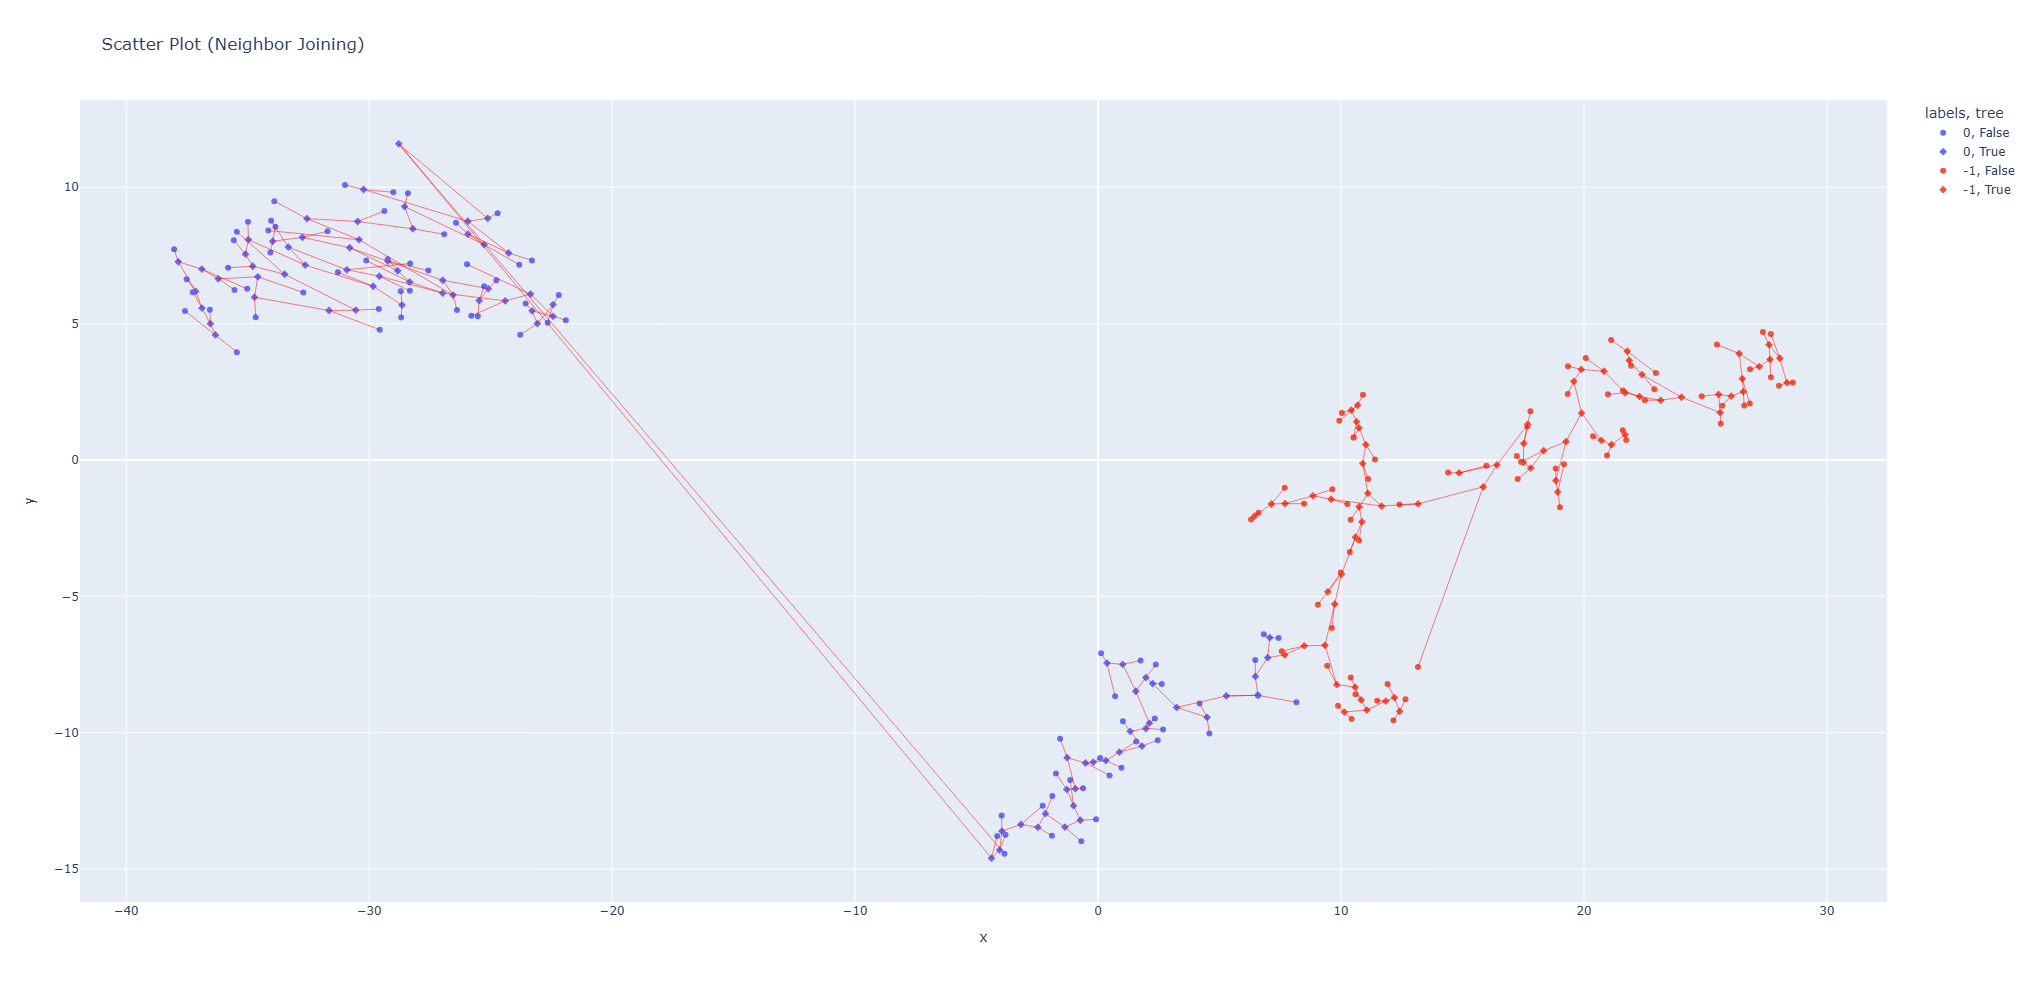 Scatter Plot (Neighbor Joining)
labels, tree
0, False
0, True
-1, False
-1, True
10
5
0
−5
−10
−15
y
−40 −30 −20 −10 0 10 20 30
x